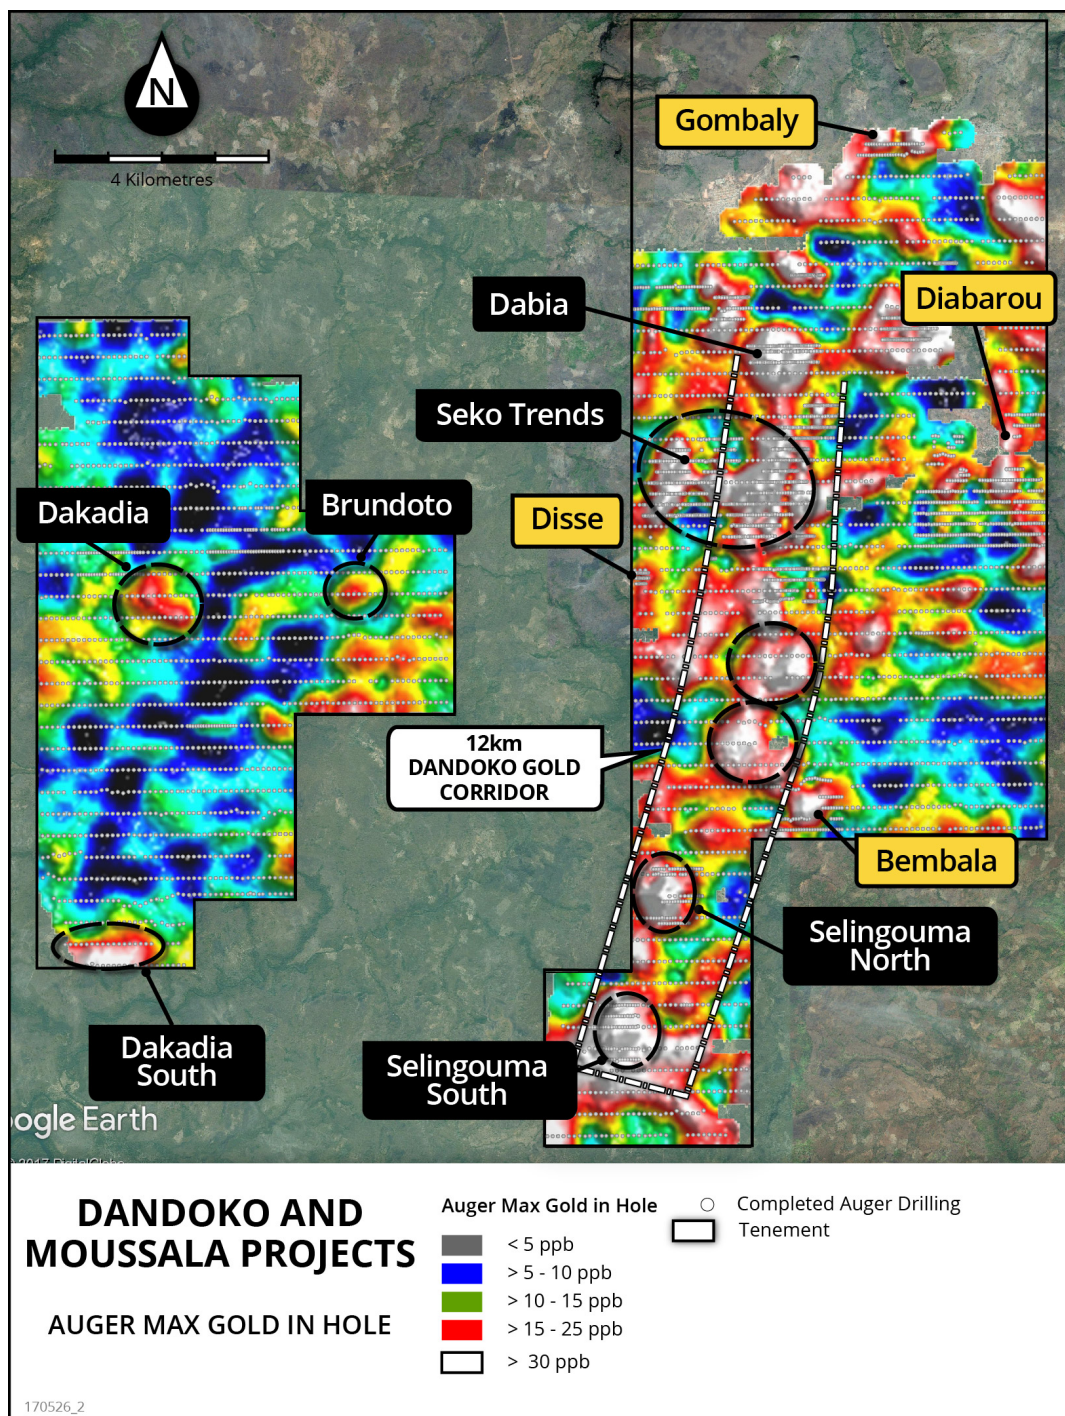 N
4 Kilometres
Gombaly
Diabarou
Dabia
Seko Trends
Dakadia
Brundoto
Disse
12km
DANDOKO GOLD
CORRIDOR
Bembala
Selingouma
North
Dakadia
South
Selingouma
South
ogle Earth
2017 DigitalGlobe
DANDOKO AND
MOUSSALA PROJECTS
AUGER MAX GOLD IN HOLE
Auger Max Gold in Hole
< 5 ppb
> 5 - 10 ppb
> 10 - 15 ppb
> 15 - 25 ppb
> 30 ppb
Completed Auger Drilling
Tenement
170526_2